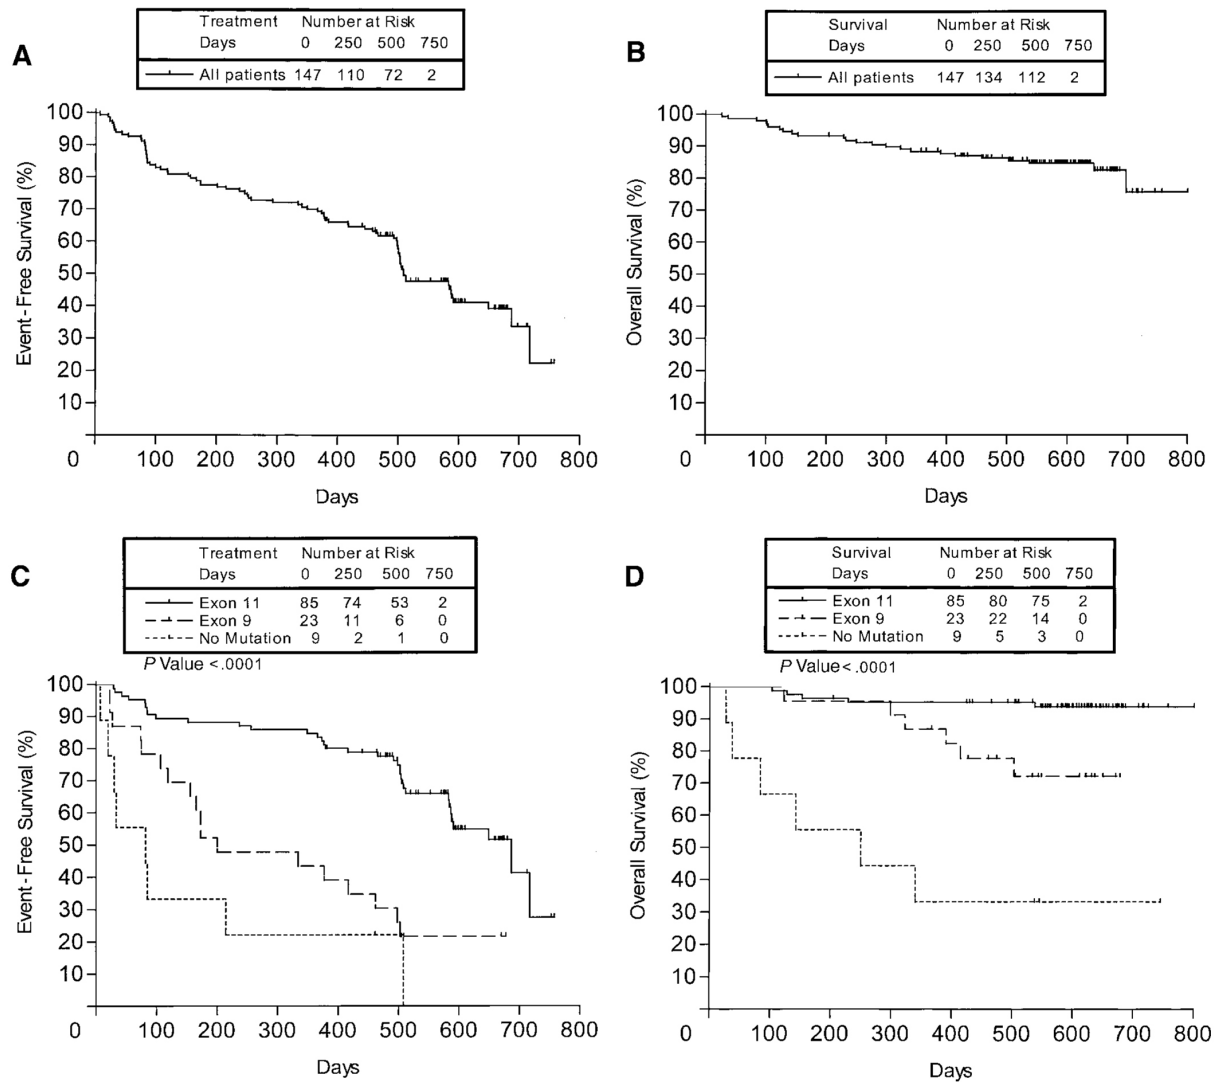 A
Treatment Number at Risk
Days 0 250 500 750
All patients 147 110 72 2
Event-Free Survival (%)
100
90
80
70
60
50
40
30
20
10
0 100 200 300 400 500 600 700 800
Days
B
Survival Number at Risk
Days 0 250 500 750
All patients 147 134 112 2
Overall Survival (%)
100
90
80
70
60
50
40
30
20
10
0 100 200 300 400 500 600 700 800
Days
C
Treatment Number at Risk
Days 0 250 500 750
Exon 11 85 74 53 2
Exon 9 23 11 6 0
No Mutation 9 2 1 0
P Value <.0001
Event-Free Survival (%)
100
90
80
70
60
50
40
30
20
10
0 100 200 300 400 500 600 700 800
Days
D
Survival Number at Risk
Days 0 250 500 750
Exon 11 85 80 75 2
Exon 9 23 22 14 0
No Mutation 9 5 3 0
P Value<.0001
Overall Survival (%)
100
90
80
70
60
50
40
30
20
10
0 100 200 300 400 500 600 700 800
Days